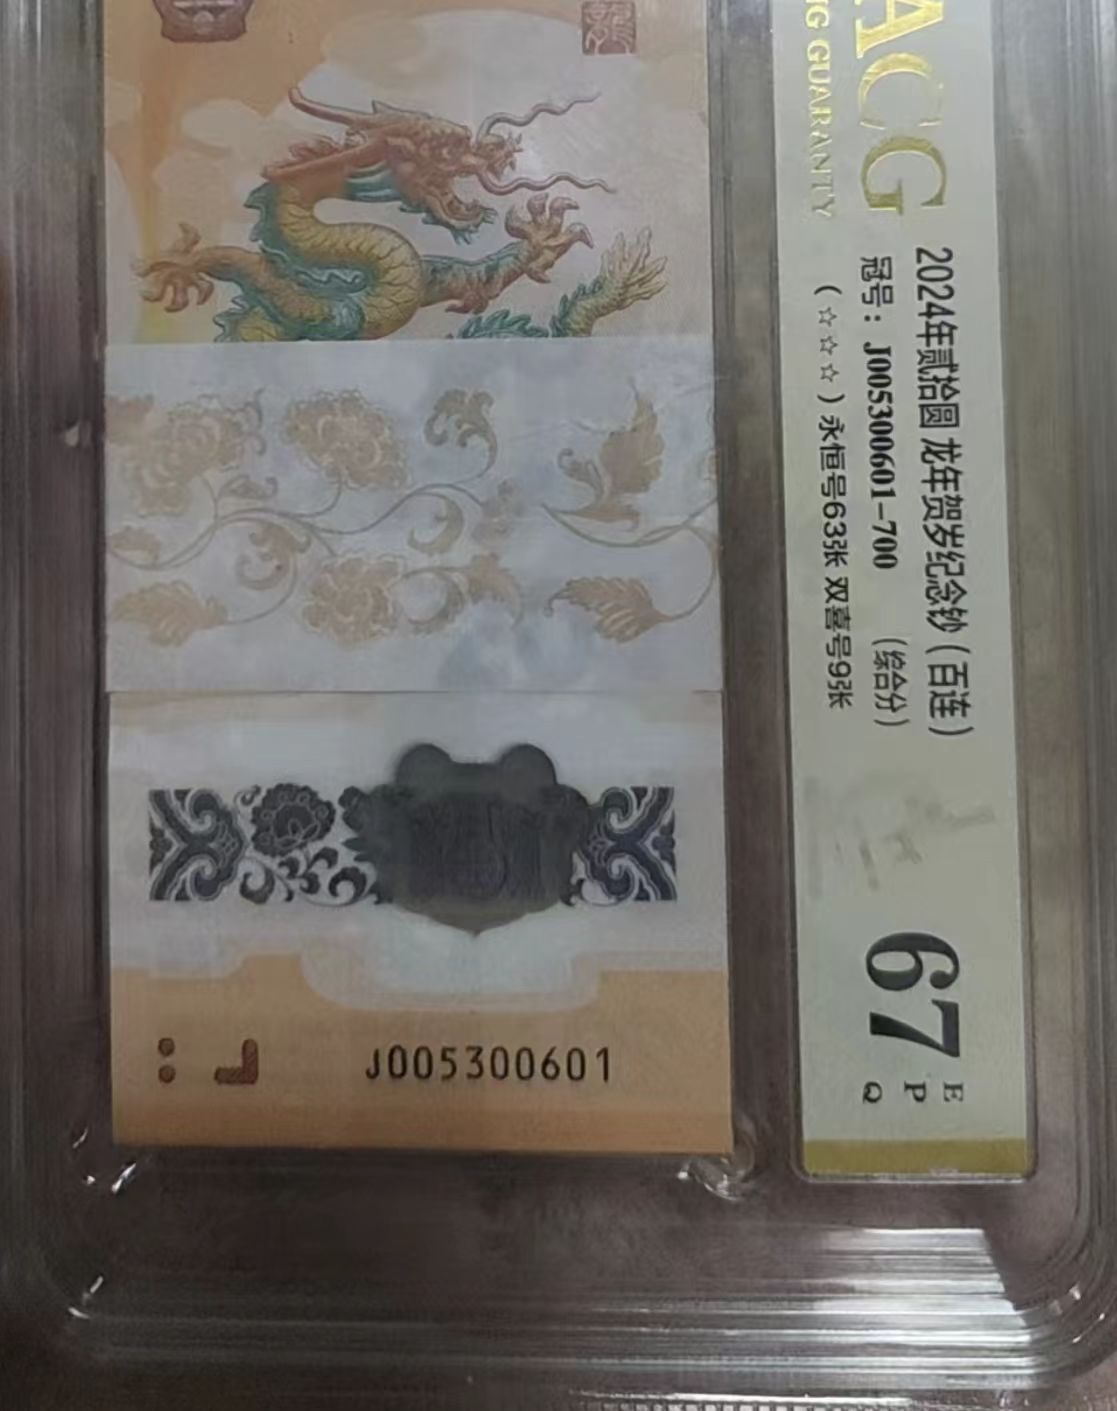 ACG
NG GUARANTY
2024年贰拾圆 龙年贺岁纪念钞（百连）
冠号：J005300601-700 （综合分）
（☆☆☆）永恒号63张 双喜号9张
67
E
P
Q
龍
J005300601